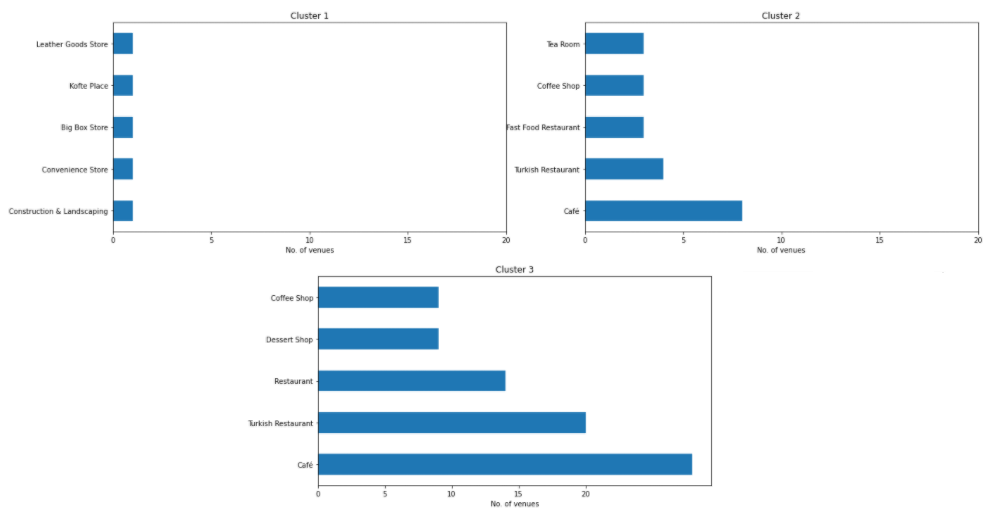 Cluster 1
Leather Goods Store
Kofte Place
Big Box Store
Convenience Store
Construction & Landscaping
0 5 10 15 20
No. of venues
Cluster 2
Tea Room
Coffee Shop
Fast Food Restaurant
Turkish Restaurant
Café
0 5 10 15 20
No. of venues
Cluster 3
Coffee Shop
Dessert Shop
Restaurant
Turkish Restaurant
Café
0 5 10 15 20
No. of venues